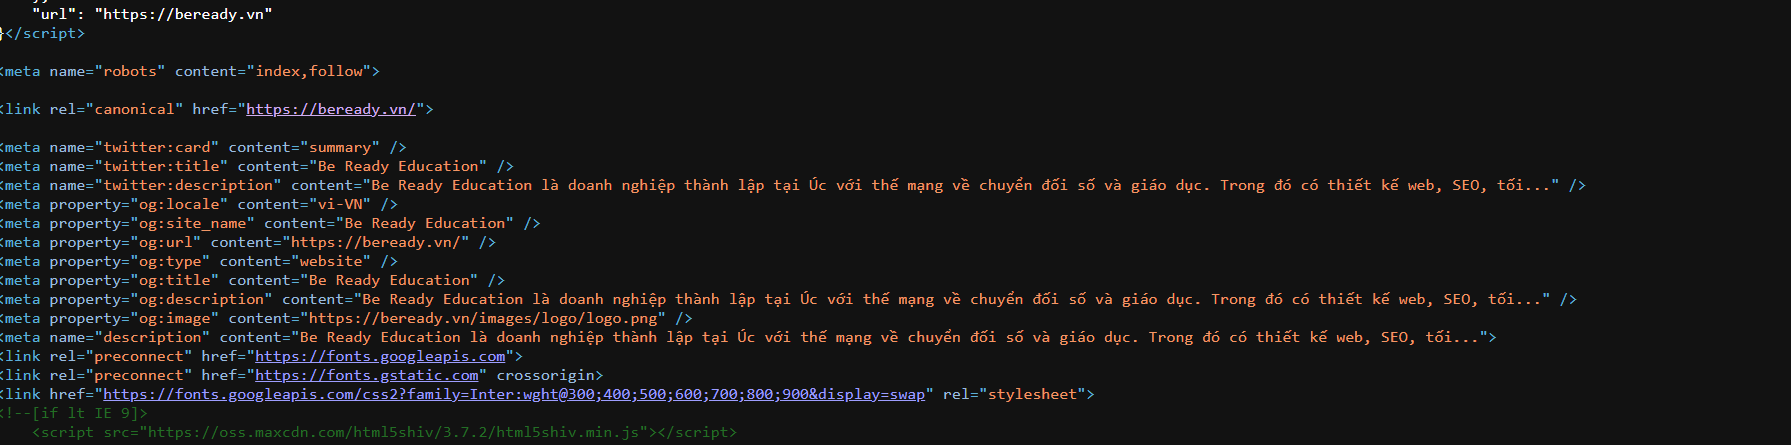 "url": "https://beready.vn"
}</script>
<meta name="robots" content="index,follow">
<link rel="canonical" href="https://beready.vn/">
<meta name="twitter:card" content="summary" />
<meta name="twitter:title" content="Be Ready Education" />
<meta name="twitter:description" content="Be Ready Education là doanh nghiệp thành lập tại Úc với thế mạng về chuyển đối số và giáo dục. Trong đó có thiết kế web, SEO, tối..." />
<meta property="og:locale" content="vi-VN" />
<meta property="og:site_name" content="Be Ready Education" />
<meta property="og:url" content="https://beready.vn/" />
<meta property="og:type" content="website" />
<meta property="og:title" content="Be Ready Education" />
<meta property="og:description" content="Be Ready Education là doanh nghiệp thành lập tại Úc với thế mạng về chuyển đối số và giáo dục. Trong đó có thiết kế web, SEO, tối..." />
<meta property="og:image" content="https://beready.vn/images/logo/logo.png" />
<meta name="description" content="Be Ready Education là doanh nghiệp thành lập tại Úc với thế mạng về chuyển đối số và giáo dục. Trong đó có thiết kế web, SEO, tối...">
<link rel="preconnect" href="https://fonts.googleapis.com">
<link rel="preconnect" href="https://fonts.gstatic.com" crossorigin>
<link href="https://fonts.googleapis.com/css2?family=Inter:wght@300;400;500;600;700;800;900&display=swap" rel="stylesheet">
<!--[if lt IE 9]>
<script src="https://oss.maxcdn.com/html5shiv/3.7.2/html5shiv.min.js"></script>